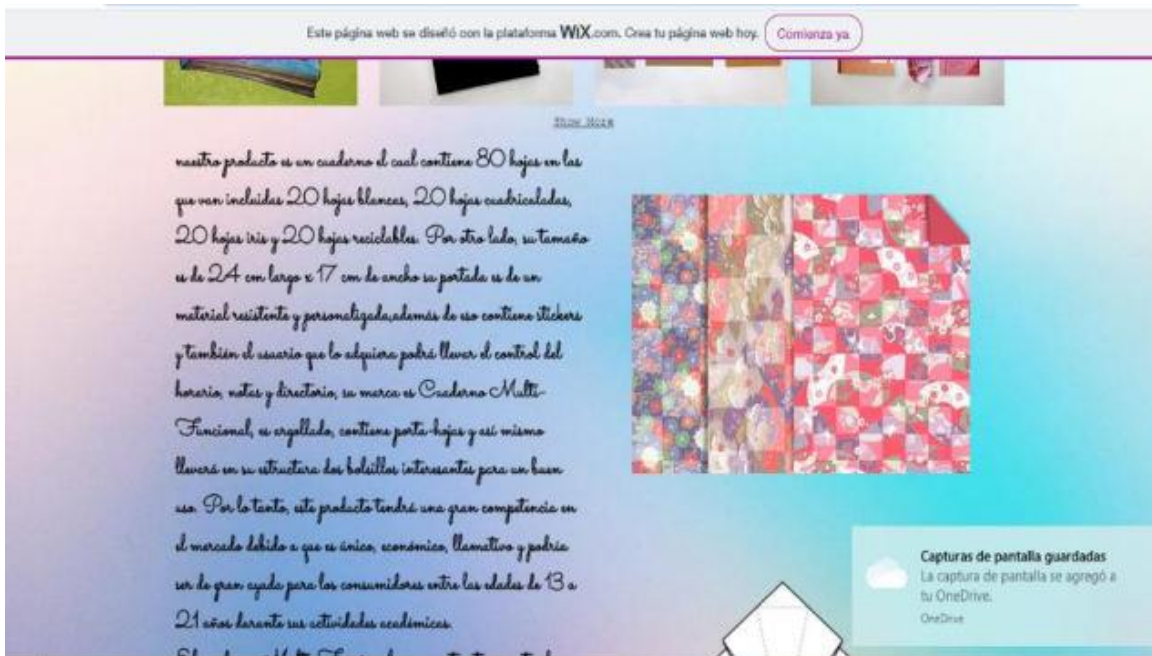 Este página web se diseñó con la plataforma WiX.com. Crea tu página web hoy. Comienza ya
Show More
nuestro producto es un cuaderno el cual contiene 80 hojas en las
que van incluidas 20 hojas blancas, 20 hojas cuadriculadas,
20 hojas iris y 20 hojas reciclables. Por otro lado, su tamaño
es de 24 cm largo x 17 cm de ancho su portada es de un
material resistente y personalizada,además de eso contiene stickers
y también el usuario que lo adquiera podrá llevar el control del
horario, notas y directorio, su marca es Cuaderno Multi-
Funcional, es argollado, contiene porta-hojas y así mismo
llevará en su estructura dos bolsillos interesantes para un buen
uso. Por lo tanto, este producto tendrá una gran competencia en
el mercado debido a que es único, económico, llamativo y podría
ser de gran ayuda para los consumidores entre las edades de 13 a
21 años durante sus actividades académicas.
Capturas de pantalla guardadas
La captura de pantalla se agregó a
tu OneDrive.
OneDrive